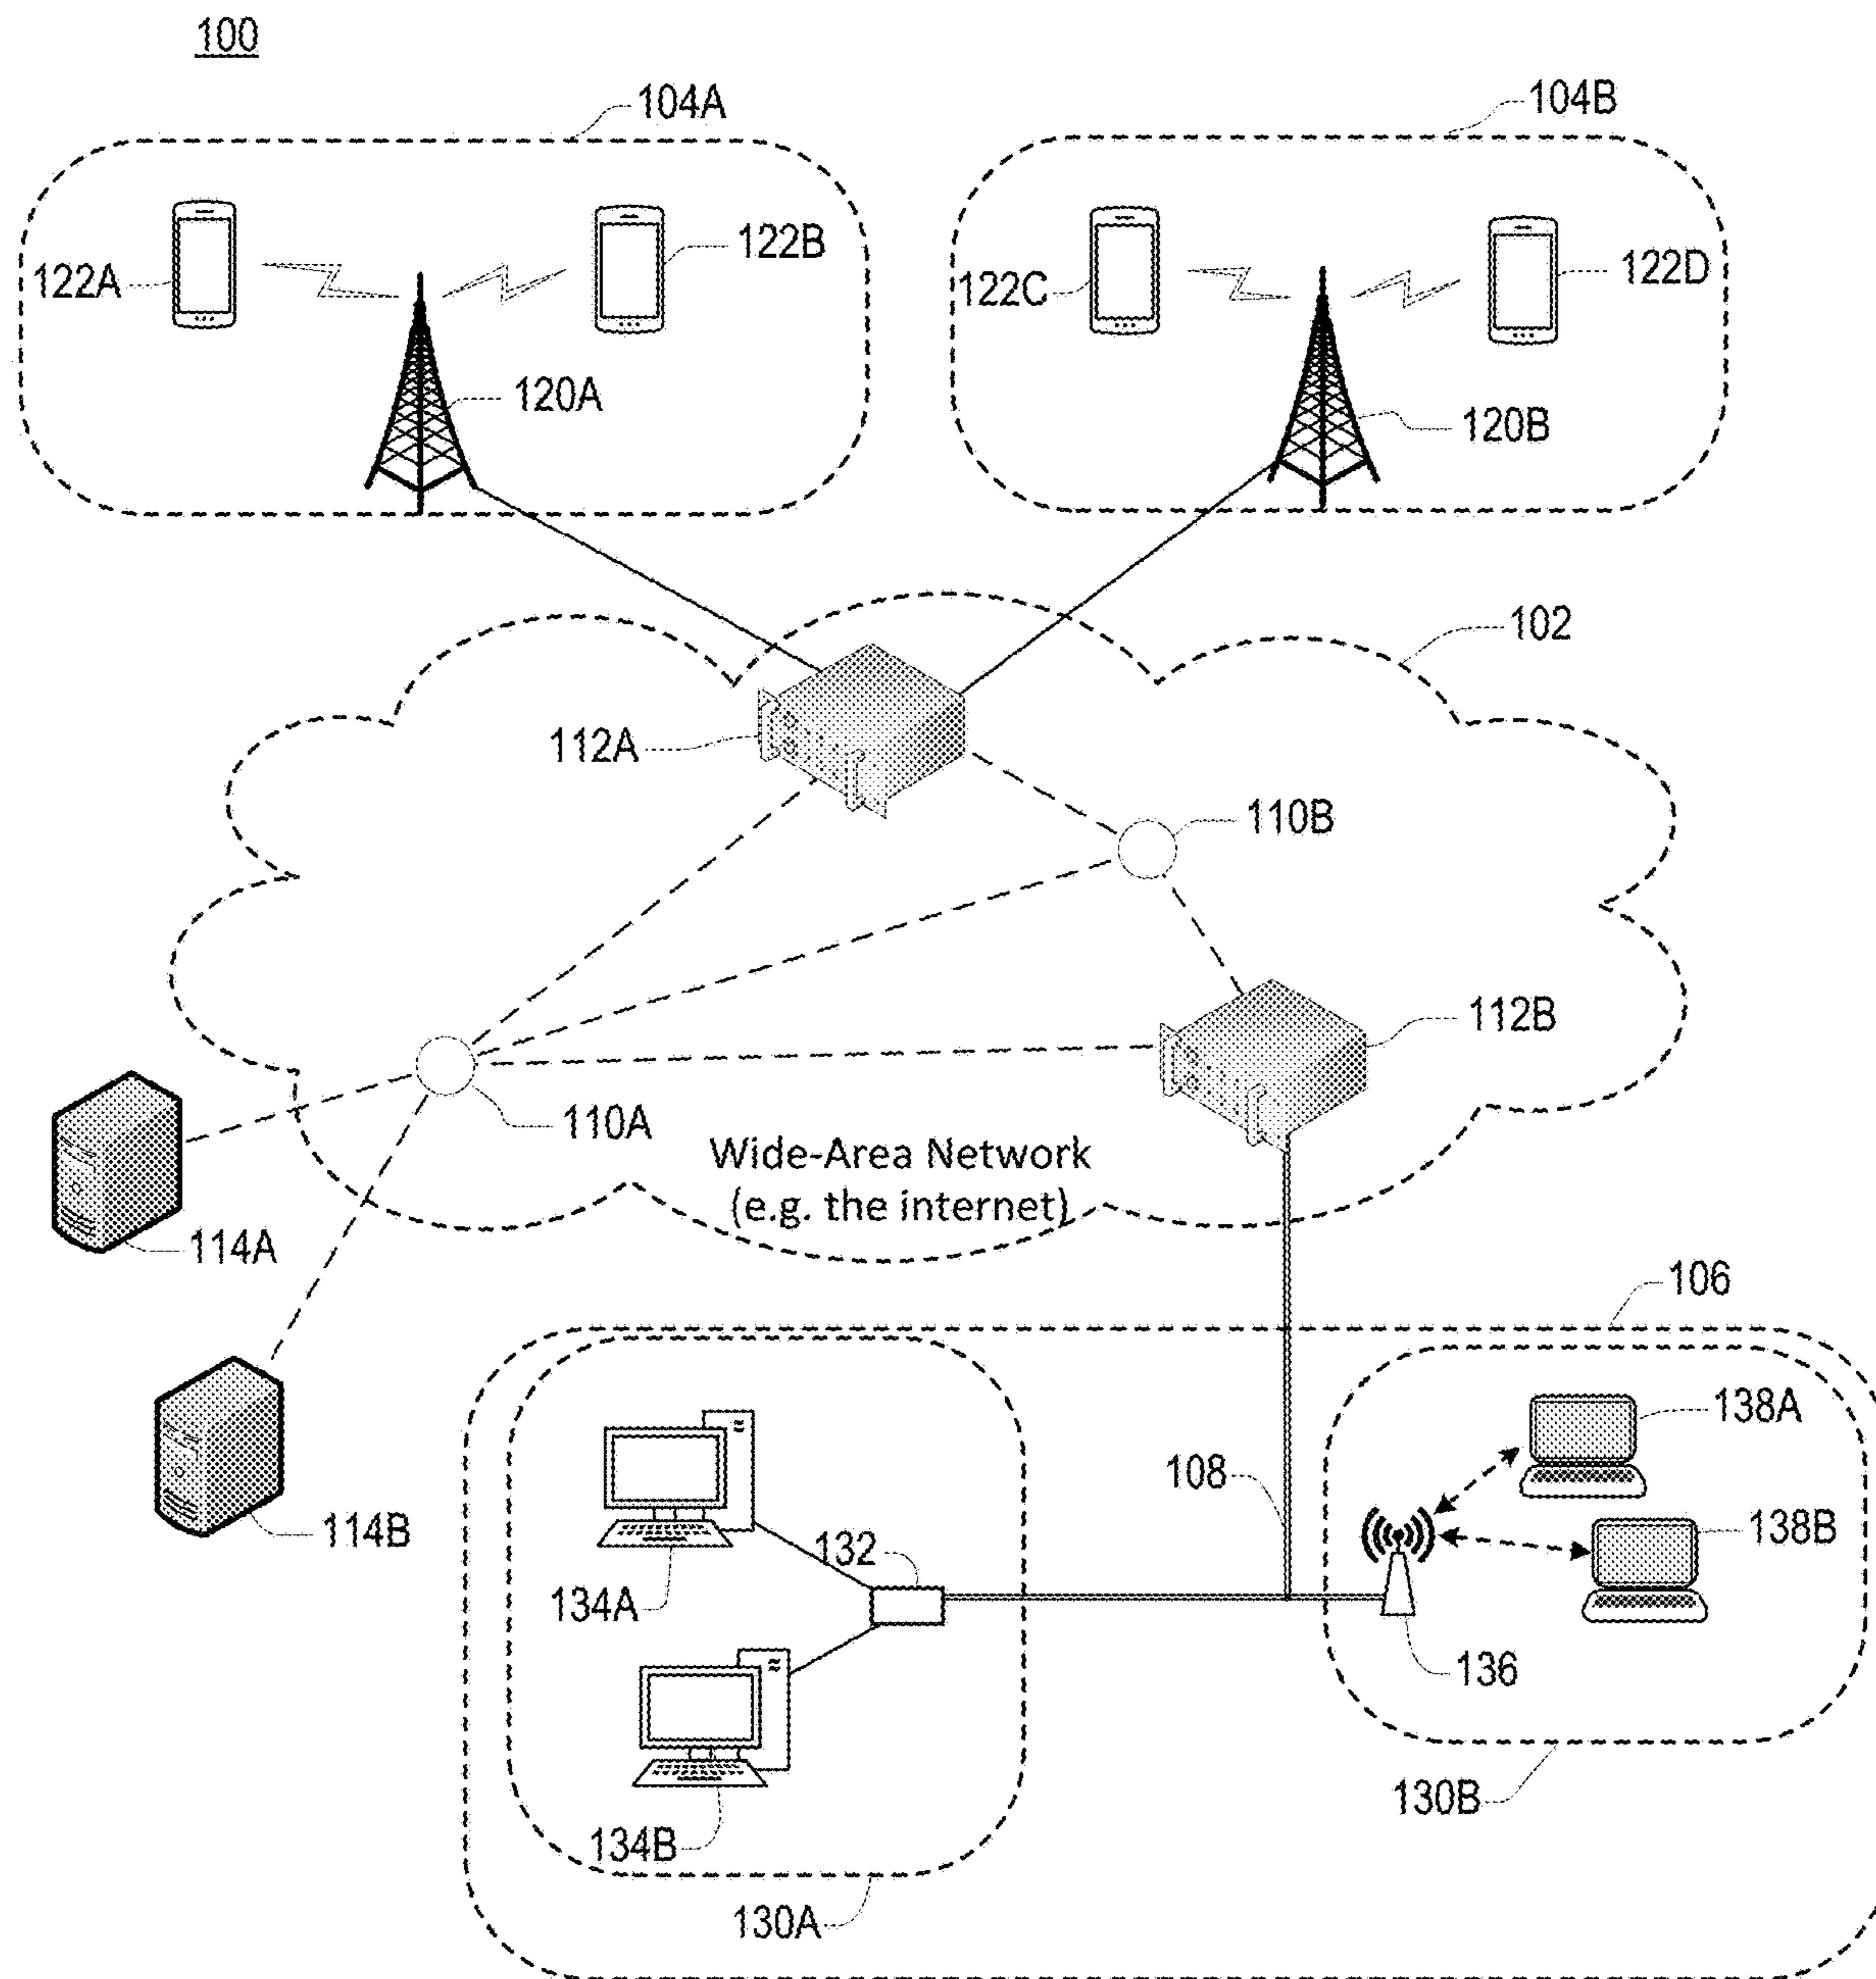 100
104A
104B
122A
122B
122C
122D
120A
120B
102
112A
110B
112B
110A
Wide-Area Network
(e.g. the internet)
114A
106
138A
108
138B
114B
132
134A
136
130B
134B
130A